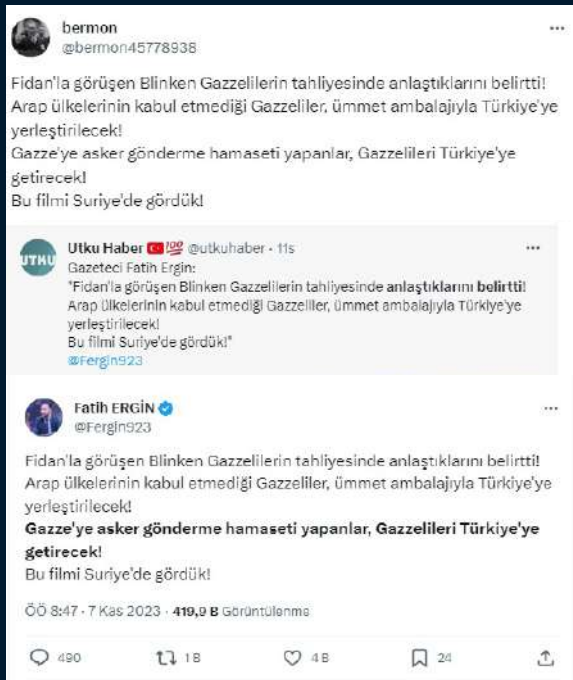 bermon
@bermon45778938
Fidan'la görüşen Blinken Gazzelilerin tahliyesinde anlaştıklarını belirtti!
Arap ülkelerinin kabul etmediği Gazzeliler, ümmet ambalajıyla Türkiye'ye
yerleştirilecek!
Gazze'ye asker gönderme hamaseti yapanlar, Gazzelileri Türkiye'ye
getirecek!
Bu filmi Suriye'de gördük!
UTKU
Utku Haber 🇹🇷💯 @utkuhaber · 11s
Gazeteci Fatih Ergin:
"Fidan'la görüşen Blinken Gazzelilerin tahliyesinde anlaştıklarını belirtti!
Arap ülkelerinin kabul etmediği Gazzeliler, ümmet ambalajıyla Türkiye'ye
yerleştirilecek!
Bu filmi Suriye'de gördük!"
@Fergin923
Fatih ERGİN
@Fergin923
Fidan'la görüşen Blinken Gazzelilerin tahliyesinde anlaştıklarını belirtti!
Arap ülkelerinin kabul etmediği Gazzeliler, ümmet ambalajıyla Türkiye'ye
yerleştirilecek!
Gazze'ye asker gönderme hamaseti yapanlar, Gazzelileri Türkiye'ye
getirecek!
Bu filmi Suriye'de gördük!
ÖÖ 8:47 · 7 Kas 2023 · 419,9 B Görüntülenme
490 1 B 4 B 24